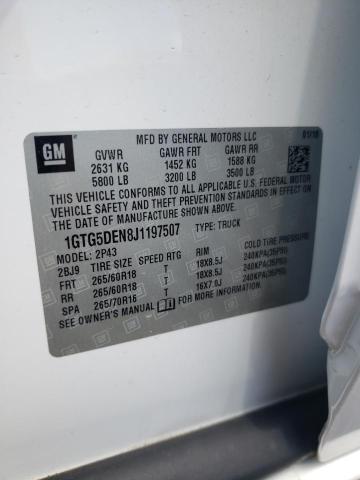 GM
MFD BY GENERAL MOTORS LLC 01/18
GVWR GAWR FRT GAWR RR
2631 KG 1452 KG 1588 KG
5800 LB 3200 LB 3500 LB
THIS VEHICLE CONFORMS TO ALL APPLICABLE U.S. FEDERAL MOTOR
VEHICLE SAFETY AND THEFT PREVENTION STANDARDS IN EFFECT
ON THE DATE OF MANUFACTURE SHOWN ABOVE.
1GTG5DEN8J1197507 TYPE: TRUCK
MODEL: 2P43
2BJ9 TIRE SIZE SPEED RTG RIM COLD TIRE PRESSURE
FRT 265/60R18 T 18X8.5J 240KPA(35PSI)
RR 265/60R18 T 18X8.5J 240KPA(35PSI)
SPA 265/70R16 T 16X7.0J 240KPA(35PSI)
SEE OWNER'S MANUAL FOR MORE INFORMATION.